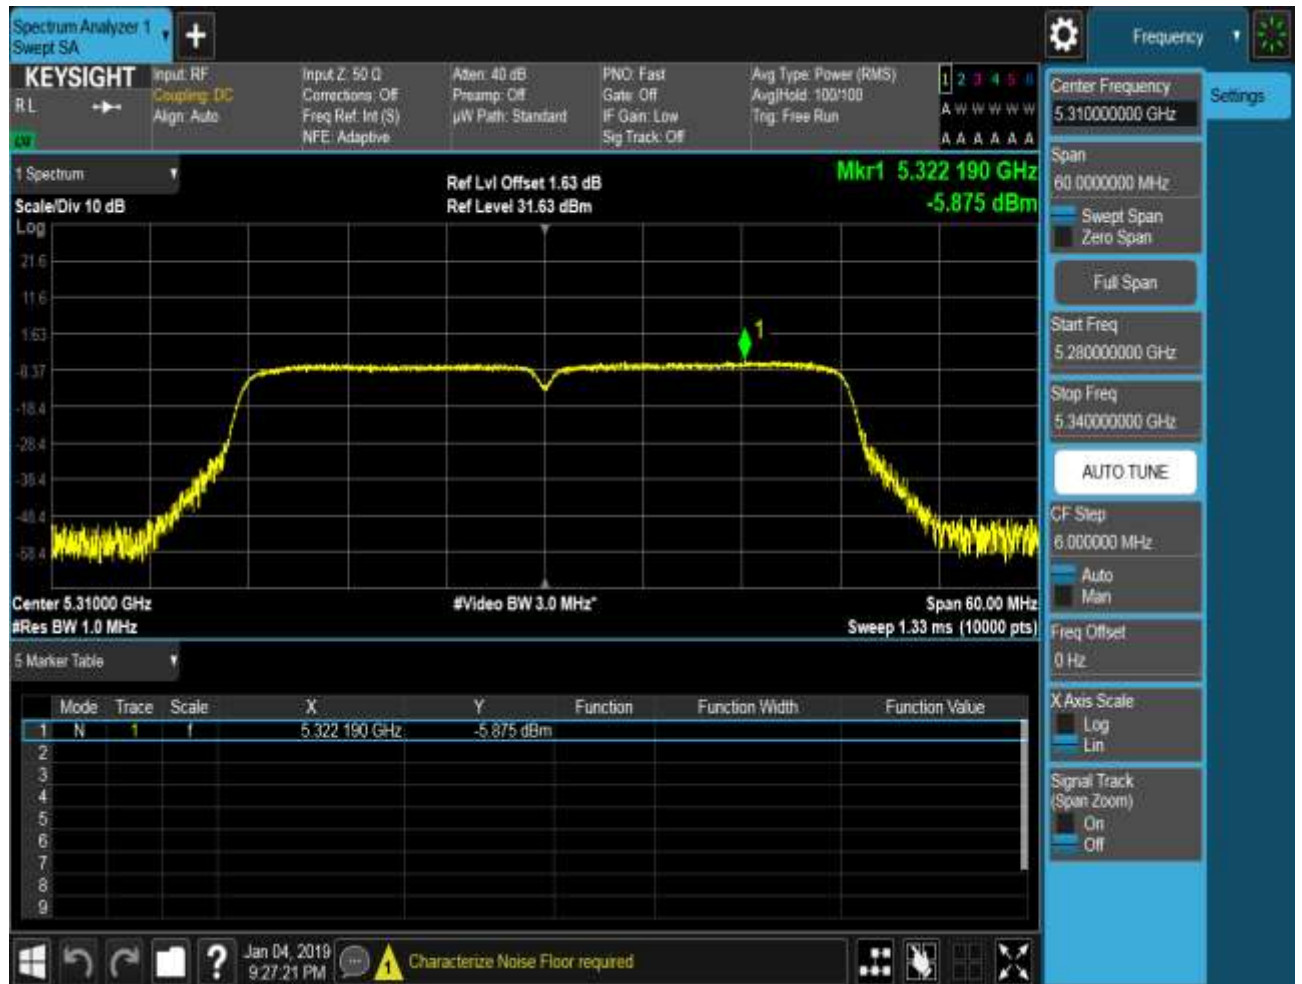 Spectrum Analyzer 1
Swept SA
Frequency
KEYSIGHT
RL
Input: RF
Coupling: DC
Align: Auto
Input Z: 50 Ω
Corrections: Off
Freq Ref: Int (S)
NFE: Adaptive
Atten: 40 dB
Preamp: Off
µW Path: Standard
PNO: Fast
Gate: Off
IF Gain: Low
Sig Track: Off
Avg Type: Power (RMS)
Avg|Hold: 100/100
Trig: Free Run
1 2 3 4 5 6
A W W W W W
A A A A A A
1 Spectrum
Scale/Div 10 dB
Log
Ref Lvl Offset 1.63 dB
Ref Level 31.63 dBm
Mkr1 5.322 190 GHz
-5.875 dBm
21.6
11.6
1.63
-8.37
-18.4
-28.4
-38.4
-48.4
-58.4
1
Center 5.31000 GHz
#Res BW 1.0 MHz
#Video BW 3.0 MHz*
Span 60.00 MHz
Sweep 1.33 ms (10000 pts)
5 Marker Table
Mode Trace Scale X Y Function Function Width Function Value
1 N 1 f 5.322 190 GHz -5.875 dBm
2
3
4
5
6
7
8
9
Jan 04, 2019
9:27:21 PM
Characterize Noise Floor required
Center Frequency
5.310000000 GHz
Settings
Span
60.0000000 MHz
Swept Span
Zero Span
Full Span
Start Freq
5.280000000 GHz
Stop Freq
5.340000000 GHz
AUTO TUNE
CF Step
6.000000 MHz
Auto
Man
Freq Offset
0 Hz
X Axis Scale
Log
Lin
Signal Track
(Span Zoom)
On
Off